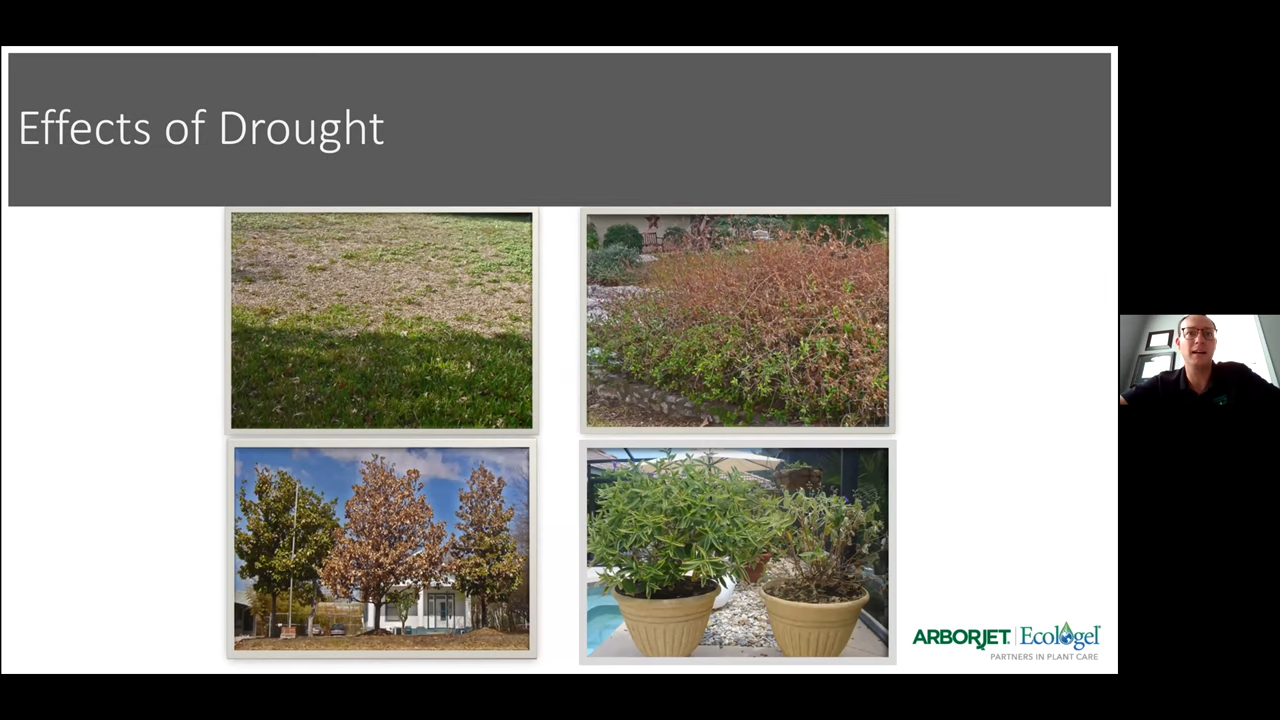 Effects of Drought
ARBORJET. Ecologel
PARTNERS IN PLANT CARE